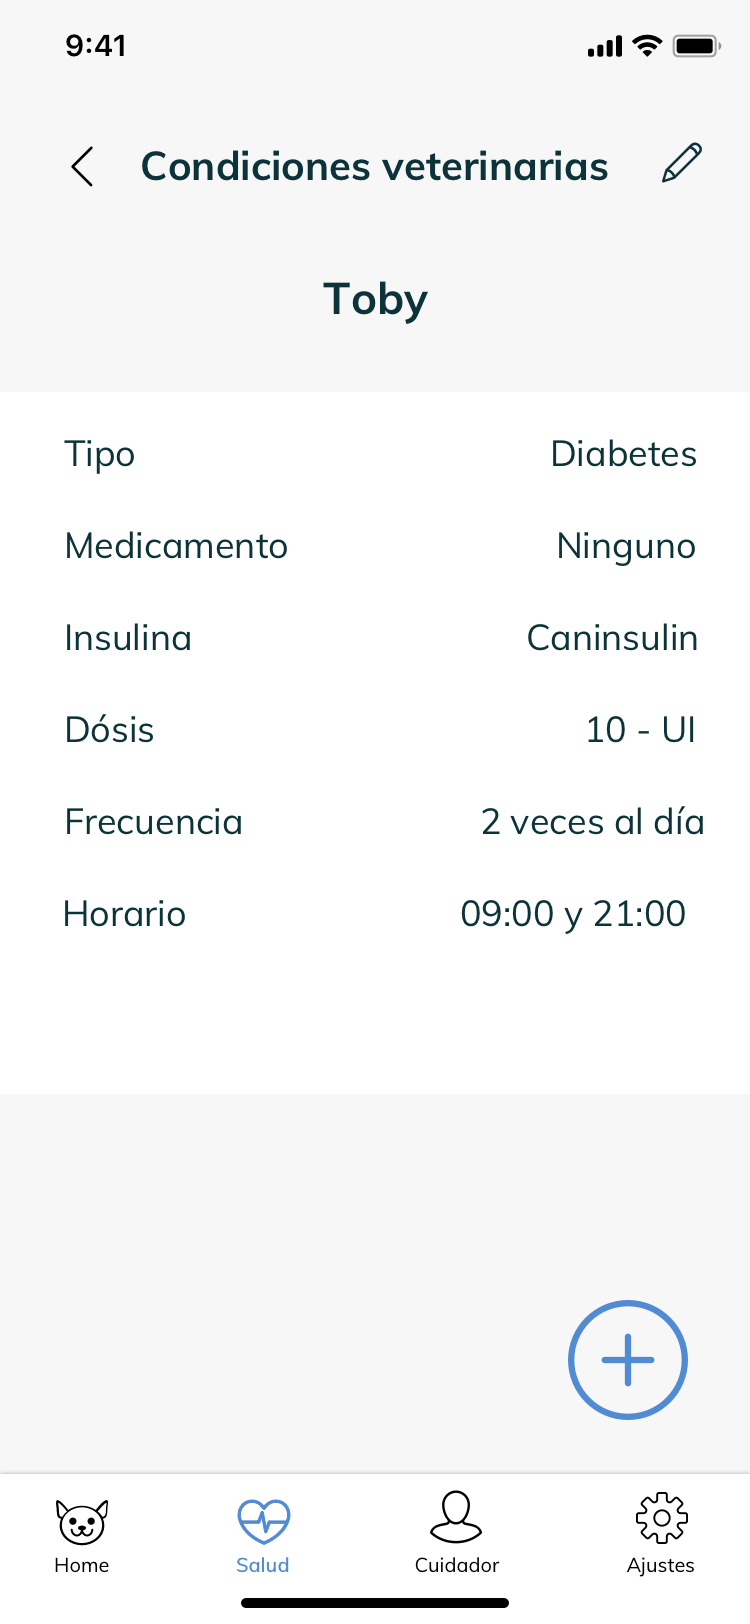 9:41
Condiciones veterinarias
Toby
Tipo Diabetes
Medicamento Ninguno
Insulina Caninsulin
Dósis 10 - UI
Frecuencia 2 veces al día
Horario 09:00 y 21:00
Home Salud Cuidador Ajustes